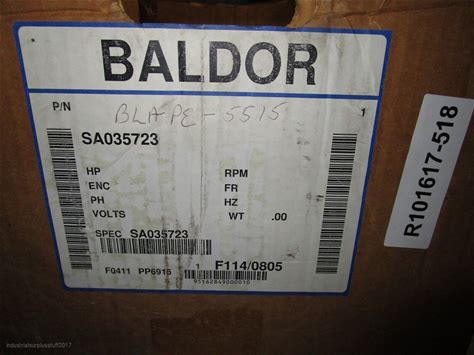 BALDOR
P/N BLAPE-5515 1
SA035723
HP RPM
ENC FR
PH HZ
VOLTS WT .00
SPEC SA035723
F0411 PP6915 1 F114/0805
95162849000010
R101617-518
industrialsurplusstuff2017